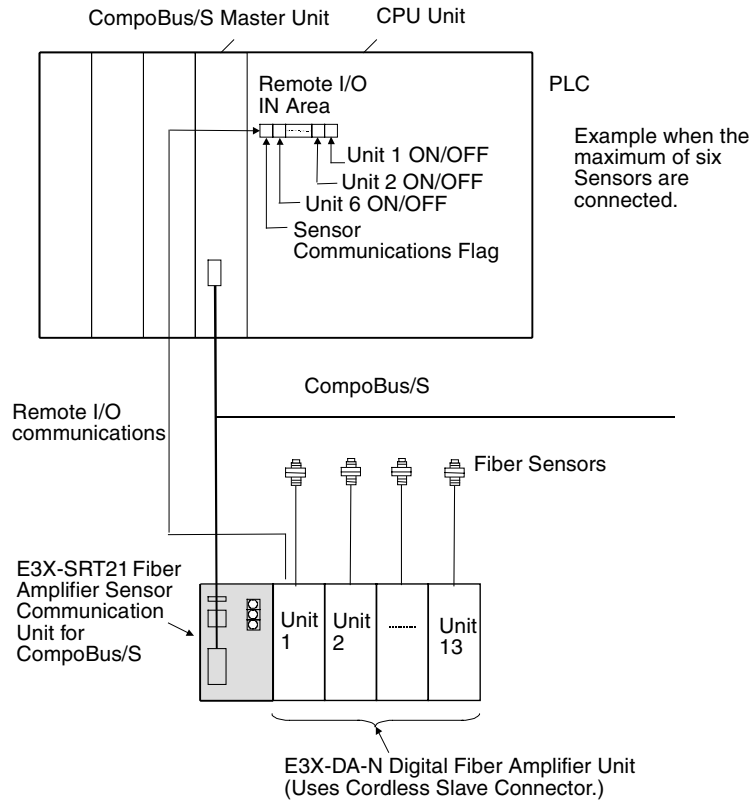 CompoBus/S Master Unit
CPU Unit
PLC
Remote I/O
IN Area
Unit 1 ON/OFF
Unit 2 ON/OFF
Unit 6 ON/OFF
Sensor
Communications Flag
Example when the
maximum of six
Sensors are
connected.
CompoBus/S
Remote I/O
communications
Fiber Sensors
E3X-SRT21 Fiber
Amplifier Sensor
Communication
Unit for
CompoBus/S
Unit
1
Unit
2
Unit
13
E3X-DA-N Digital Fiber Amplifier Unit
(Uses Cordless Slave Connector.)